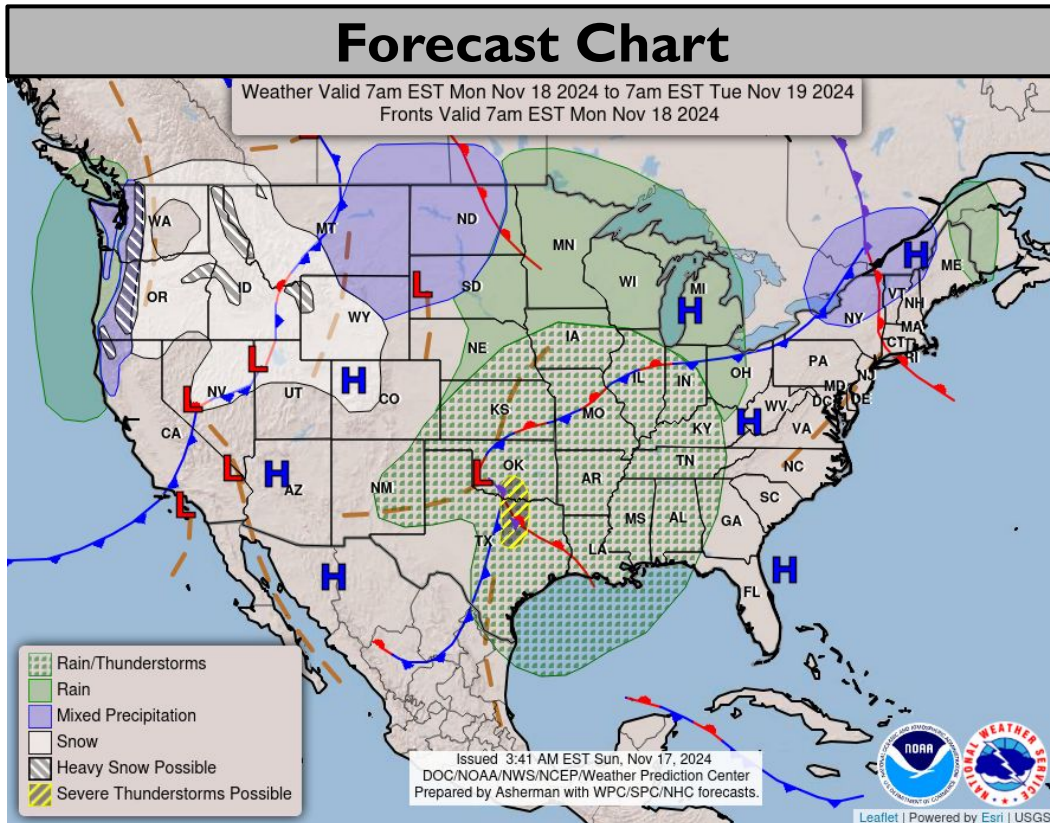 Forecast Chart
Weather Valid 7am EST Mon Nov 18 2024 to 7am EST Tue Nov 19 2024
Fronts Valid 7am EST Mon Nov 18 2024
WA
MT
ND
MN
ME
OR
ID
SD
WI
MI
H
H
VT
NH
NY
MA
CT
RI
WY
L
L
NE
IA
PA
NJ
OH
IL
IN
MD
DE
DC
WV
VA
H
NV
L
UT
H
CO
KS
MO
KY
CA
L
H
AZ
NM
L
OK
AR
TN
NC
SC
L
TX
MS
AL
GA
LA
H
H
FL
Rain/Thunderstorms
Rain
Mixed Precipitation
Snow
Heavy Snow Possible
Severe Thunderstorms Possible
Issued 3:41 AM EST Sun, Nov 17, 2024
DOC/NOAA/NWS/NCEP/Weather Prediction Center
Prepared by Asherman with WPC/SPC/NHC forecasts.
NOAA
NATIONAL WEATHER SERVICE
Leaflet | Powered by Esri | USGS